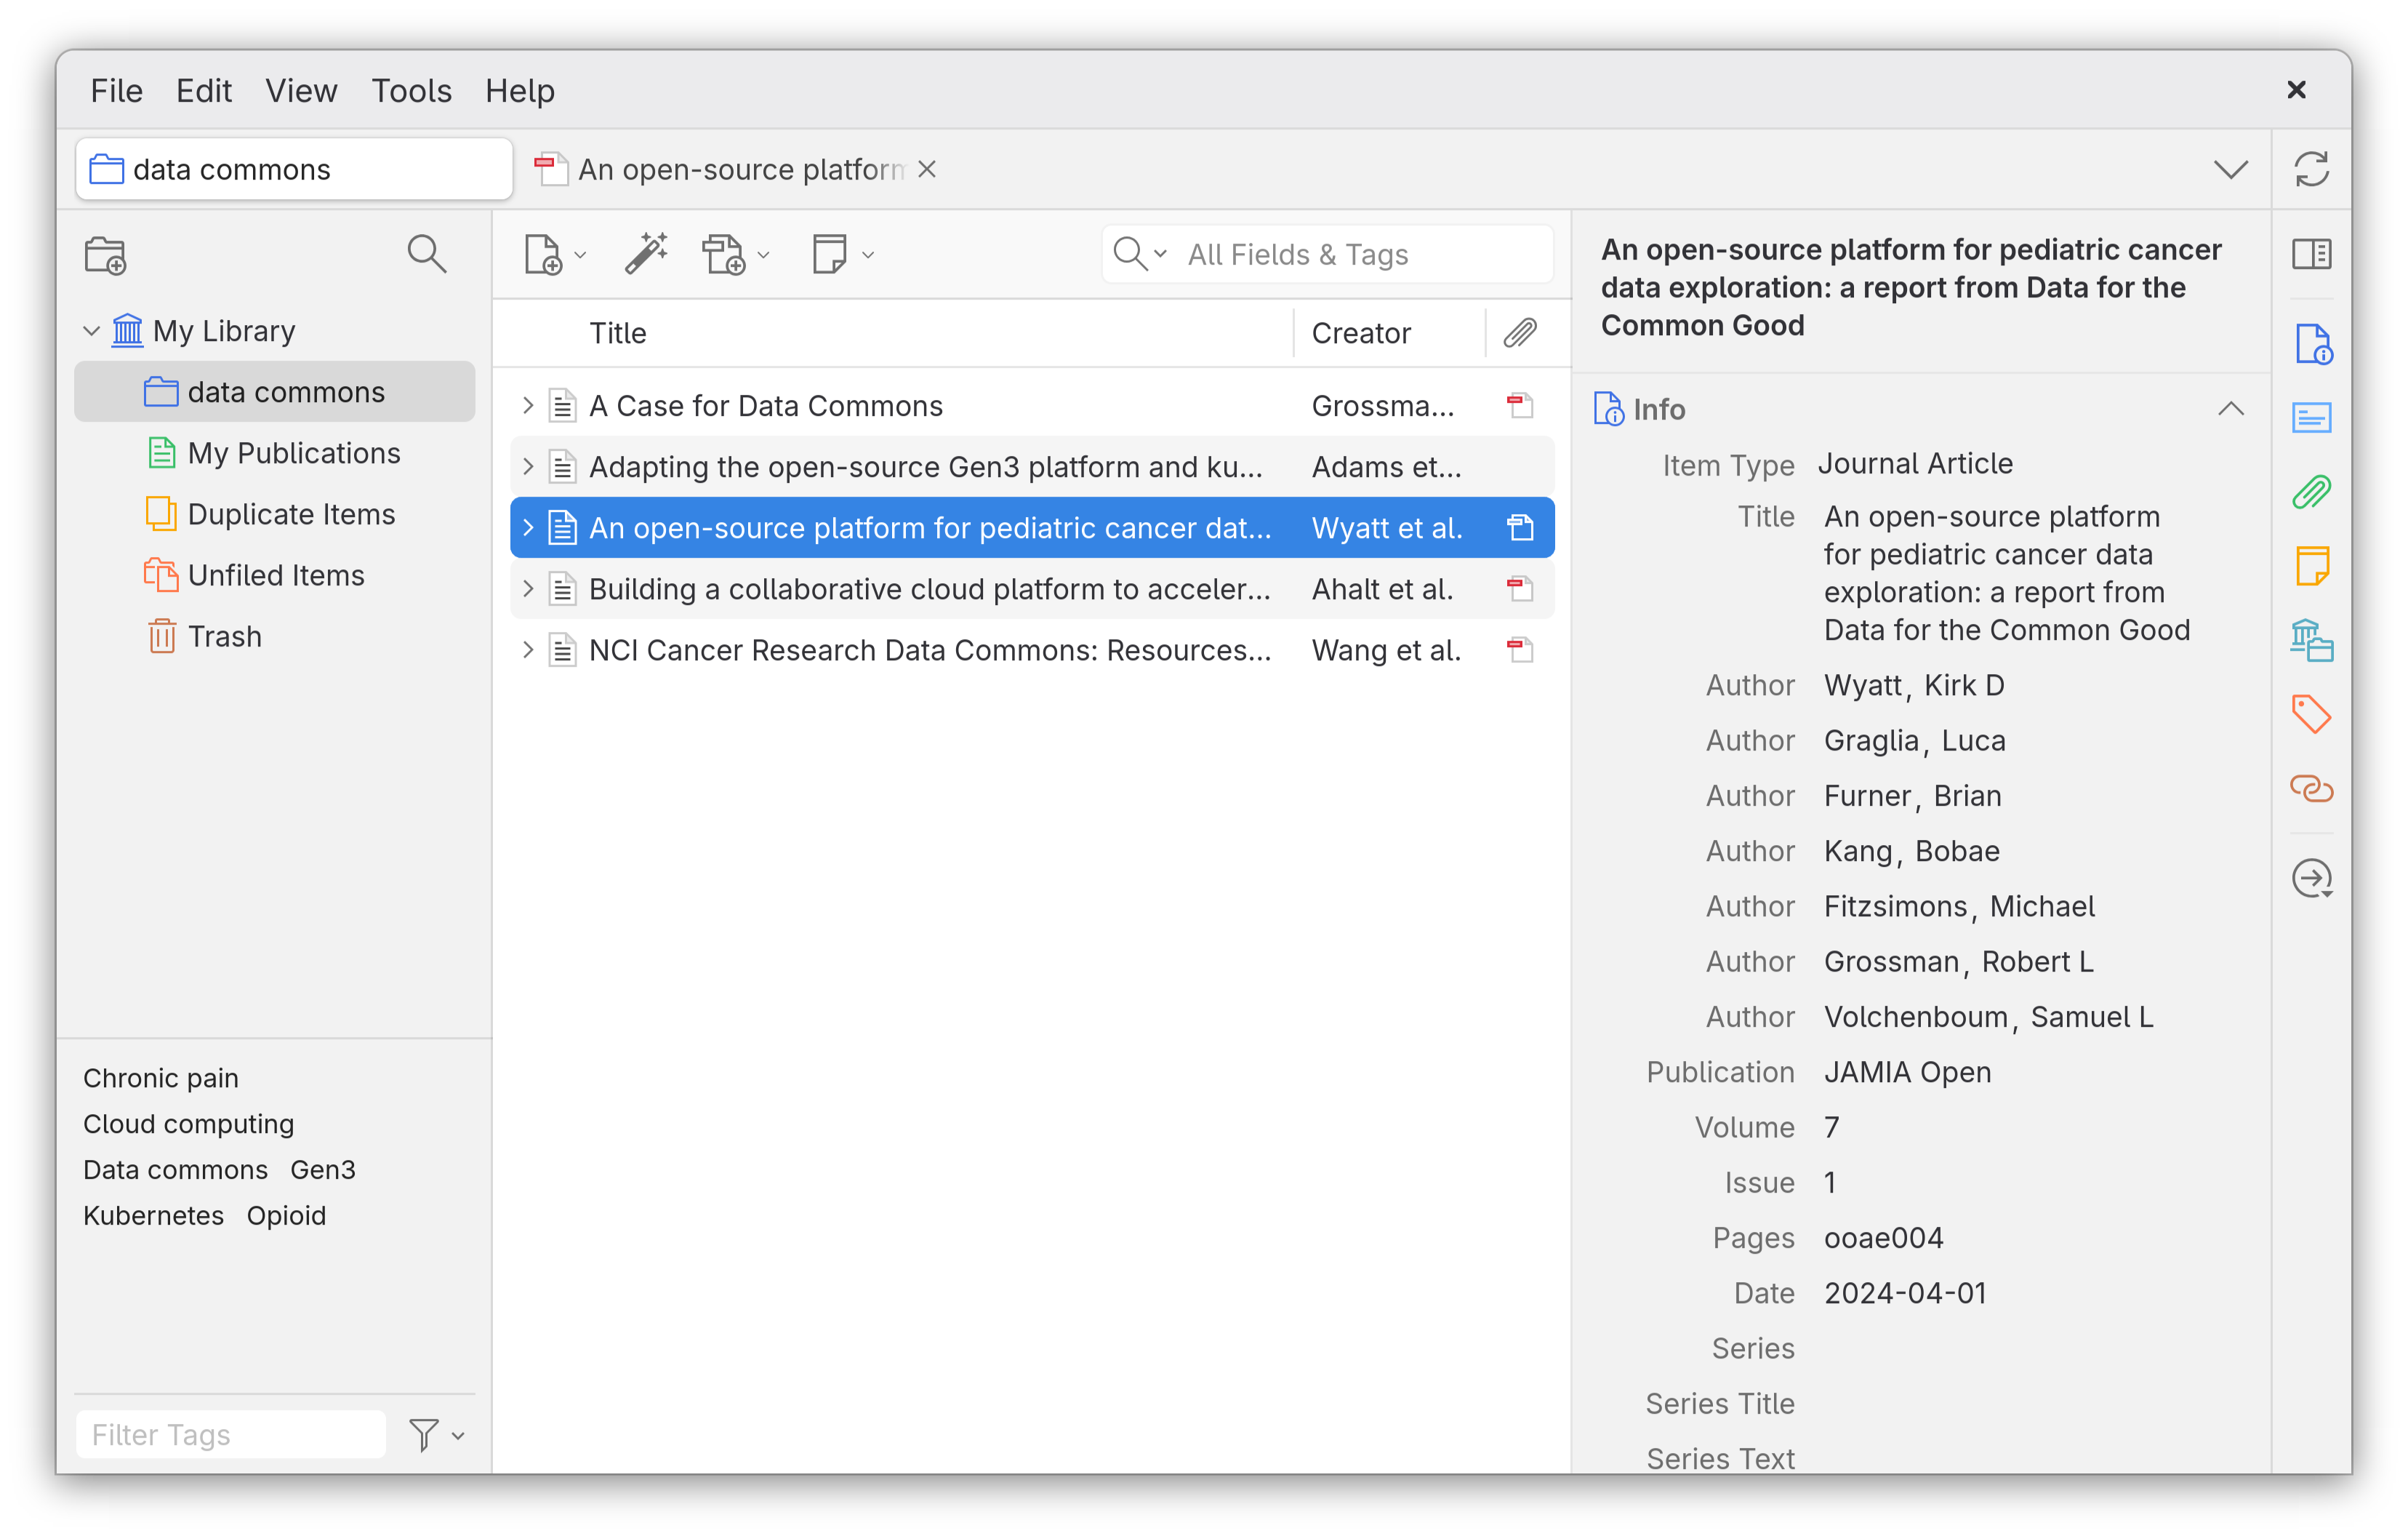 File Edit View Tools Help
data commons
An open-source platform
All Fields & Tags
My Library
data commons
My Publications
Duplicate Items
Unfiled Items
Trash
Chronic pain
Cloud computing
Data commons Gen3
Kubernetes Opioid
Filter Tags
Title Creator
A Case for Data Commons Grossma...
Adapting the open-source Gen3 platform and ku... Adams et...
An open-source platform for pediatric cancer dat... Wyatt et al.
Building a collaborative cloud platform to acceler... Ahalt et al.
NCI Cancer Research Data Commons: Resources... Wang et al.
An open-source platform for pediatric cancer
data exploration: a report from Data for the
Common Good
Info
Item Type Journal Article
Title An open-source platform
for pediatric cancer data
exploration: a report from
Data for the Common Good
Author Wyatt, Kirk D
Author Graglia, Luca
Author Furner, Brian
Author Kang, Bobae
Author Fitzsimons, Michael
Author Grossman, Robert L
Author Volchenboum, Samuel L
Publication JAMIA Open
Volume 7
Issue 1
Pages ooae004
Date 2024-04-01
Series
Series Title
Series Text